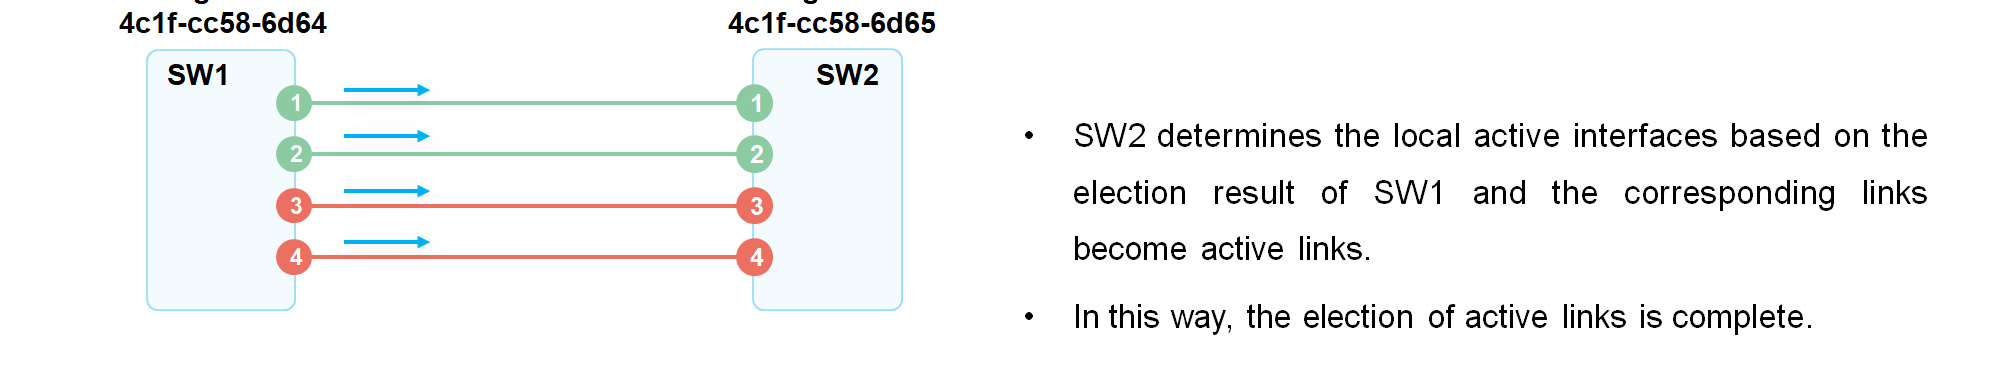 4c1f-cc58-6d64
4c1f-cc58-6d65
SW1
SW2
1
1
2
2
3
3
4
4
• SW2 determines the local active interfaces based on the
election result of SW1 and the corresponding links
become active links.
• In this way, the election of active links is complete.